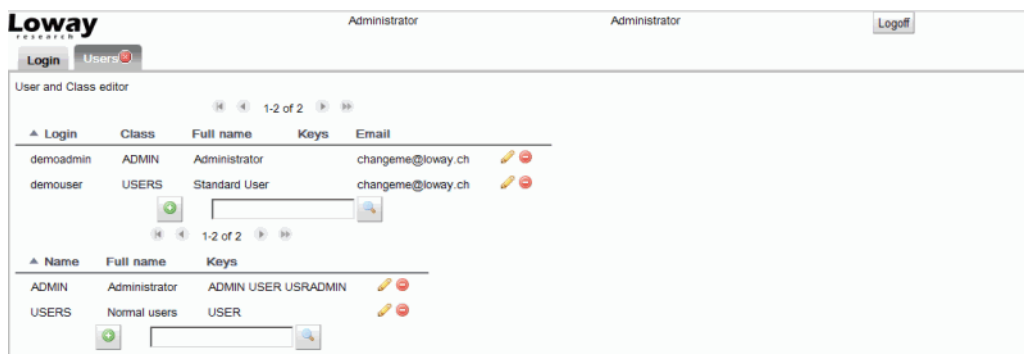 Loway Administrator Administrator Logoff
research
Login Users
User and Class editor
1-2 of 2
Login Class Full name Keys Email
demoadmin ADMIN Administrator changeme@loway.ch
demouser USERS Standard User changeme@loway.ch
1-2 of 2
Name Full name Keys
ADMIN Administrator ADMIN USER USRADMIN
USERS Normal users USER